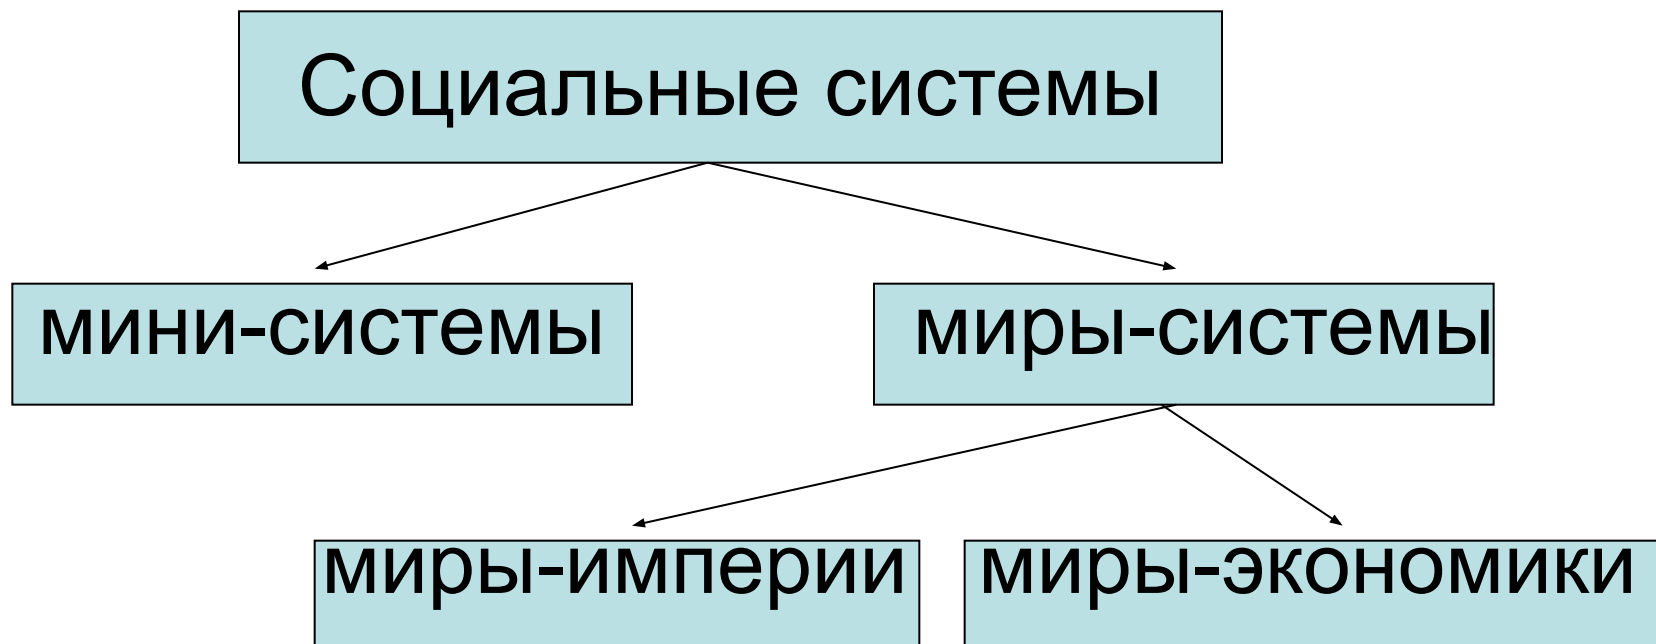 Социальные системы
мини-системы
миры-системы
миры-империи
миры-экономики